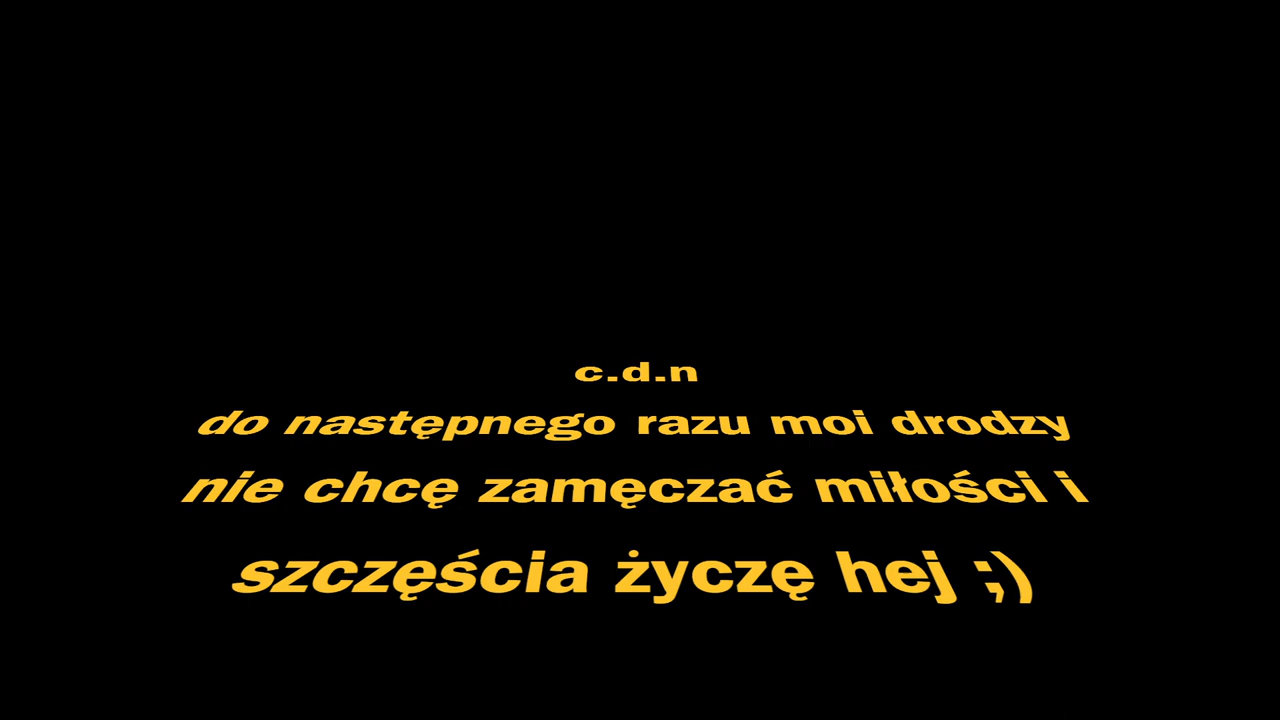 c.d.n
do następnego razu moi drodzy
nie chcę zamęczać miłości i
szczęścia życzę hej ;)